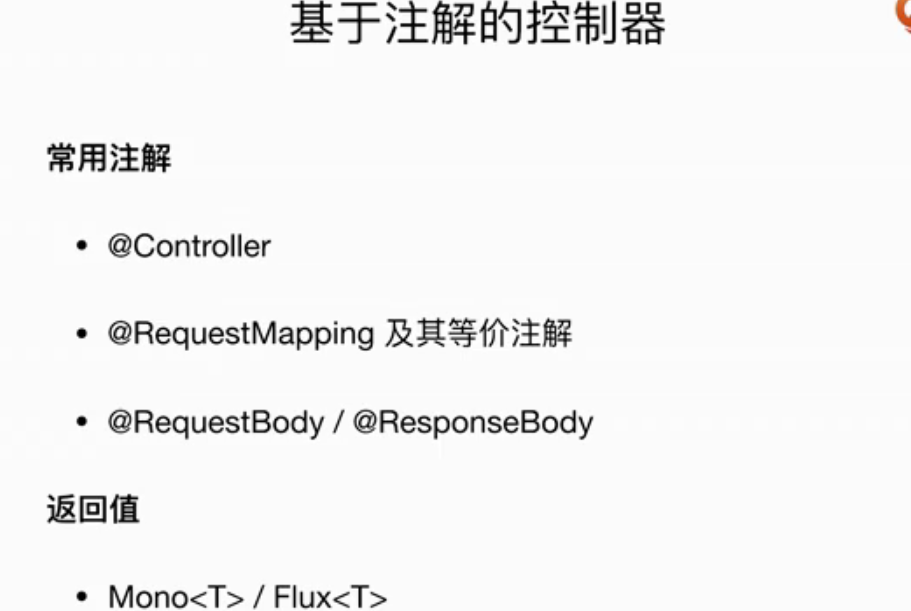 基于注解的控制器
常用注解
• @Controller
• @RequestMapping 及其等价注解
• @RequestBody / @ResponseBody
返回值
• Mono<T> / Flux<T>